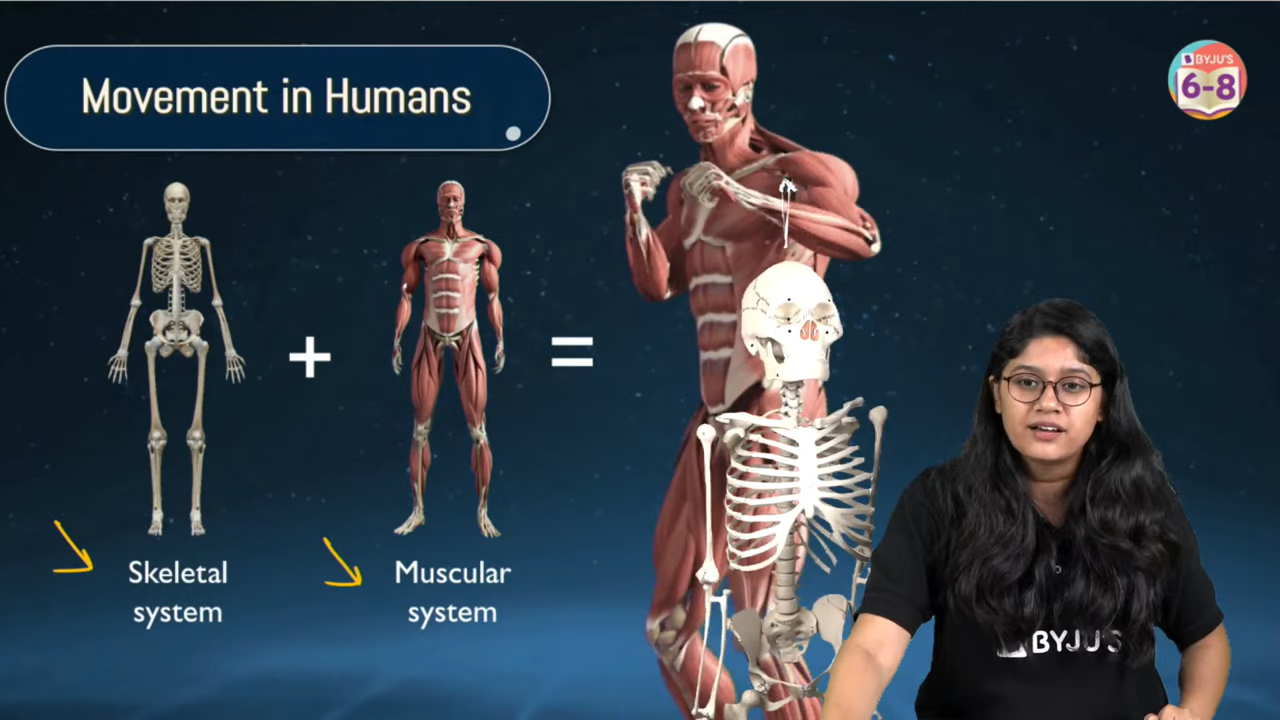 Movement in Humans
BYJU'S
6-8
+
=
Skeletal
system
Muscular
system
BYJU'S